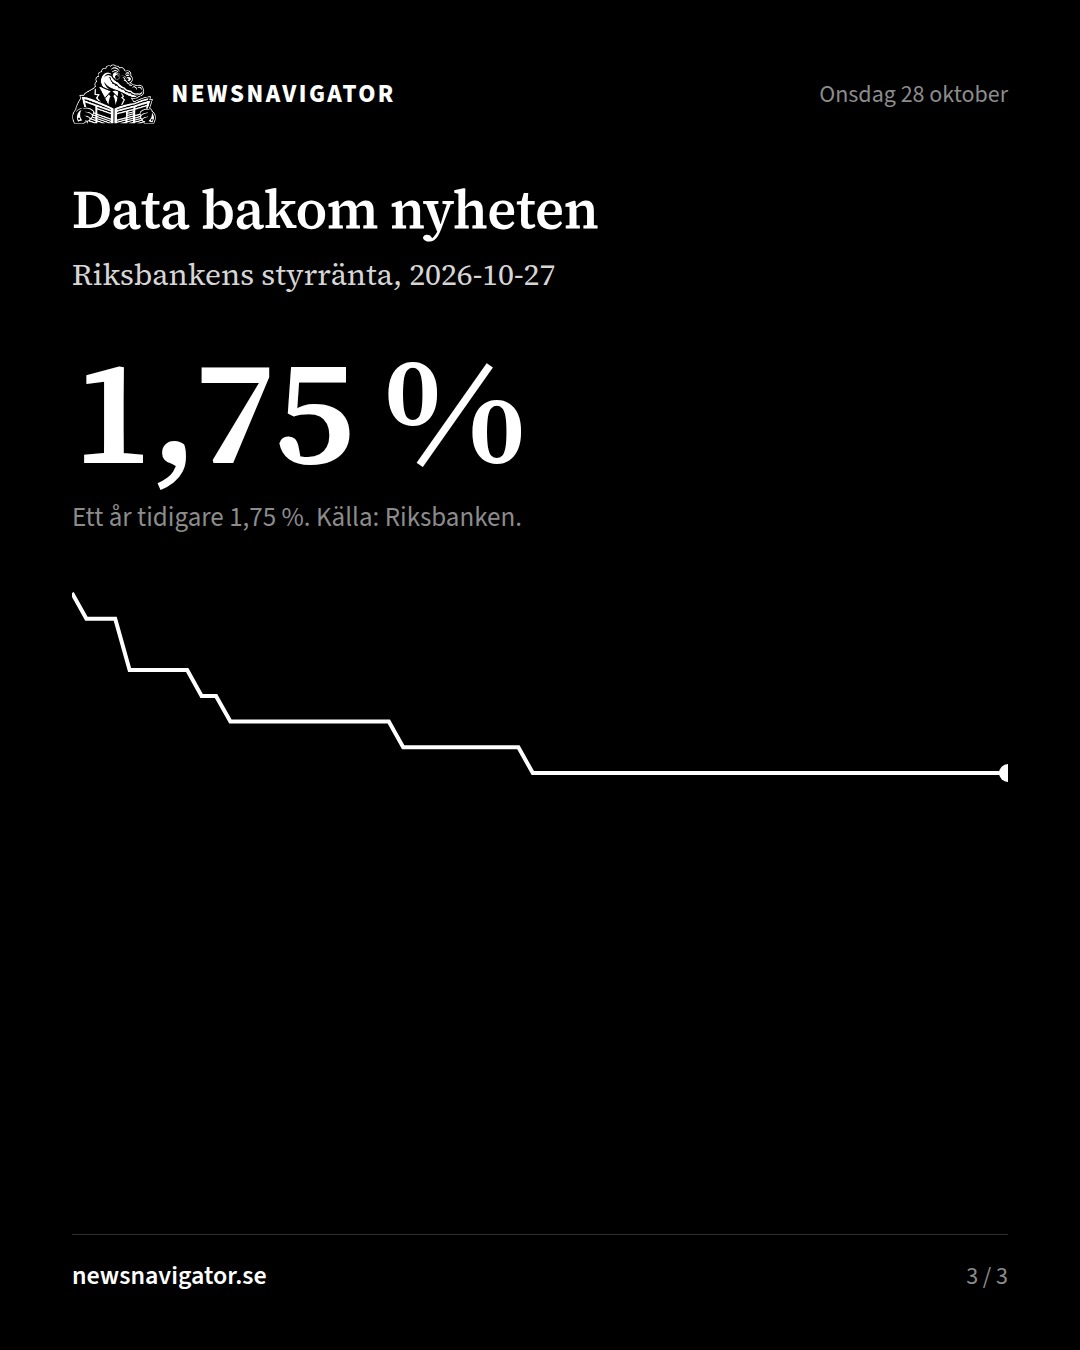 NEWSNAVIGATOR
Onsdag 28 oktober
Data bakom nyheten
Riksbankens styrränta, 2026-10-27
1,75 %
Ett år tidigare 1,75 %. Källa: Riksbanken.
newsnavigator.se
3 / 3